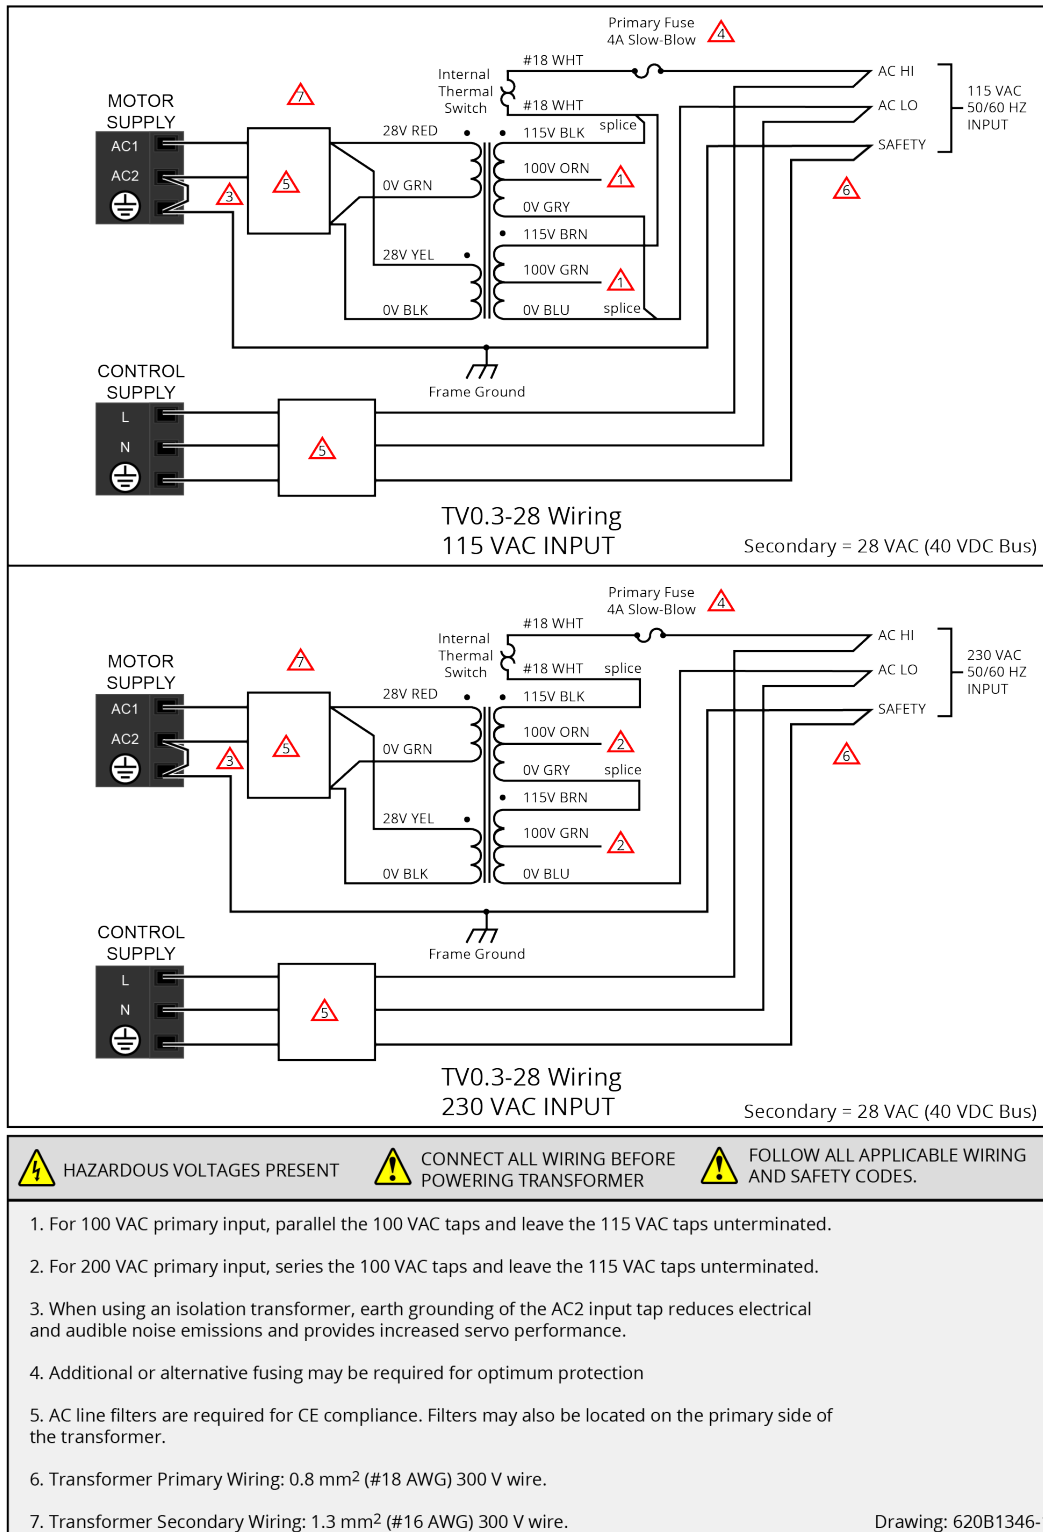 Primary Fuse
4A Slow-Blow
4
#18 WHT
AC HI
Internal
Thermal
Switch
7
115 VAC
50/60 HZ
INPUT
MOTOR
SUPPLY
#18 WHT
AC LO
splice
28V RED
115V BLK
AC1
SAFETY
100V ORN
1
AC2
5
0V GRN
6
3
0V GRY
115V BRN
28V YEL
100V GRN
1
0V BLK
0V BLU
splice
CONTROL
SUPPLY
Frame Ground
L
N
5
TV0.3-28 Wiring
115 VAC INPUT
Secondary = 28 VAC (40 VDC Bus)
Primary Fuse
4A Slow-Blow
4
#18 WHT
AC HI
Internal
Thermal
Switch
7
230 VAC
50/60 HZ
INPUT
MOTOR
SUPPLY
#18 WHT
splice
AC LO
28V RED
115V BLK
AC1
SAFETY
100V ORN
2
AC2
5
0V GRN
6
3
0V GRY
splice
115V BRN
28V YEL
100V GRN
2
0V BLK
0V BLU
CONTROL
SUPPLY
Frame Ground
L
N
5
TV0.3-28 Wiring
230 VAC INPUT
Secondary = 28 VAC (40 VDC Bus)
HAZARDOUS VOLTAGES PRESENT
CONNECT ALL WIRING BEFORE
POWERING TRANSFORMER
FOLLOW ALL APPLICABLE WIRING
AND SAFETY CODES.
1. For 100 VAC primary input, parallel the 100 VAC taps and leave the 115 VAC taps unterminated.
2. For 200 VAC primary input, series the 100 VAC taps and leave the 115 VAC taps unterminated.
3. When using an isolation transformer, earth grounding of the AC2 input tap reduces electrical
and audible noise emissions and provides increased servo performance.
4. Additional or alternative fusing may be required for optimum protection
5. AC line filters are required for CE compliance. Filters may also be located on the primary side of
the transformer.
6. Transformer Primary Wiring: 0.8 mm² (#18 AWG) 300 V wire.
7. Transformer Secondary Wiring: 1.3 mm² (#16 AWG) 300 V wire.
Drawing: 620B1346-